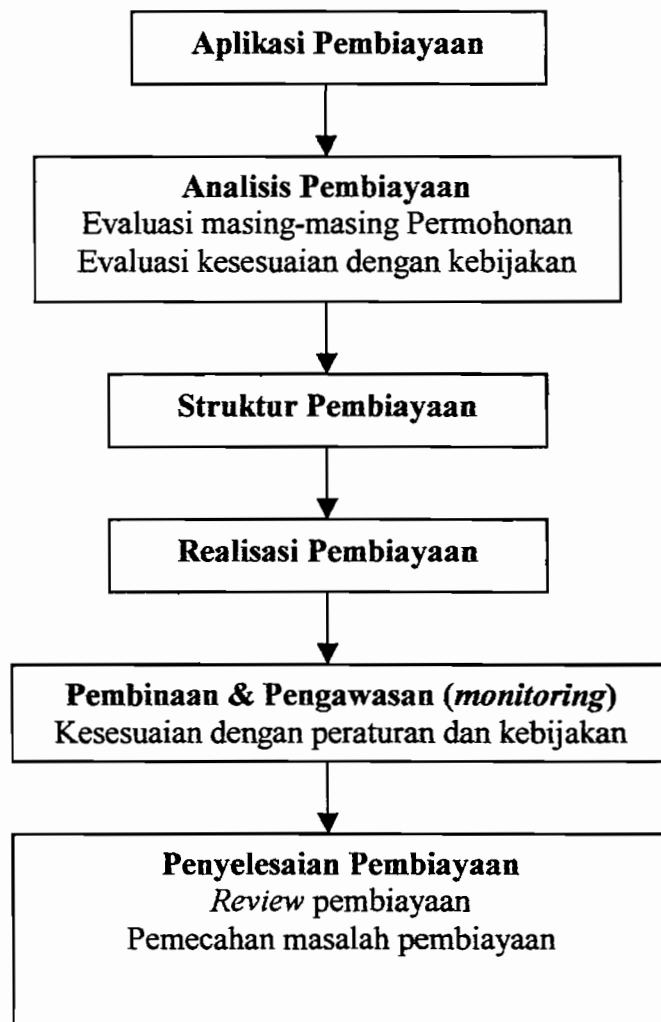 Aplikasi Pembiayaan
Analisis Pembiayaan
Evaluasi masing-masing Permohonan
Evaluasi kesesuaian dengan kebijakan
Struktur Pembiayaan
Realisasi Pembiayaan
Pembinaan & Pengawasan (monitoring)
Kesesuaian dengan peraturan dan kebijakan
Penyelesaian Pembiayaan
Review pembiayaan
Pemecahan masalah pembiayaan